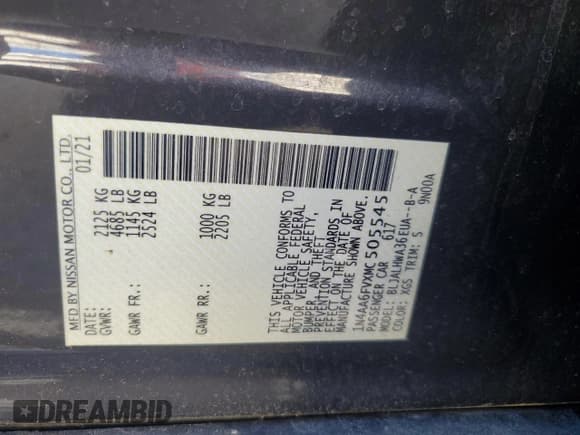 MFD BY NISSAN MOTOR CO., LTD.
DATE: 01/21
GVWR: 2125 KG
4685 LB
GAWR FR: 1145 KG
2524 LB
GAWR RR: 1000 KG
2205 LB
THIS VEHICLE CONFORMS TO
ALL APPLICABLE FEDERAL
MOTOR VEHICLE SAFETY,
BUMPER, AND THEFT
PREVENTION STANDARDS IN
EFFECT ON THE DATE OF
MANUFACTURE SHOWN ABOVE.
1N4AA6FVXMC505545
PASSENGER CAR 617
MODEL: BLJALHWA36EUA--B-A
COLOR: KGS TRIM: S 9N00A
DREAMBID